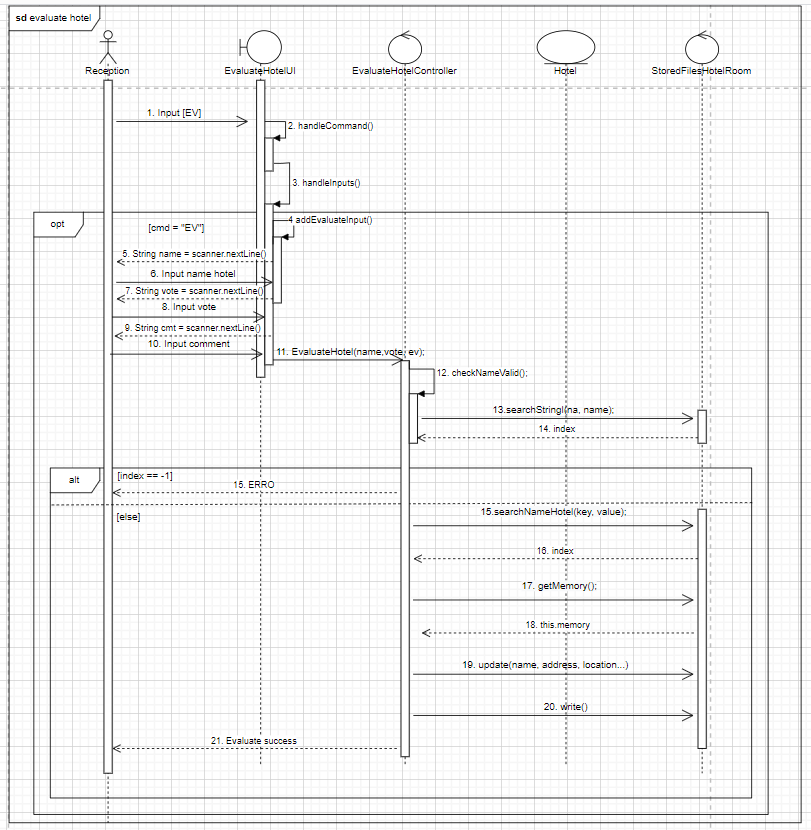 sd evaluate hotel
Reception
EvaluateHotelUI
EvaluateHotelController
Hotel
StoredFilesHotelRoom
1. Input [EV]
2. handleCommand()
3. handleInputs()
opt
[cmd = "EV"]
4 addEvaluateInput()
5. String name = scanner.nextLine()
6. Input name hotel
7. String vote = scanner.nextLine()
8. Input vote
9. String cmt = scanner.nextLine()
10. Input comment
11. EvaluateHotel(name,vote, ev);
12. checkNameValid();
13.searchStringl(na, name);
14. index
alt
[index == -1]
15. ERRO
[else]
15.searchNameHotel(key, value);
16. index
17. getMemory();
18. this.memory
19. update(name, address, location...)
20. write()
21. Evaluate success